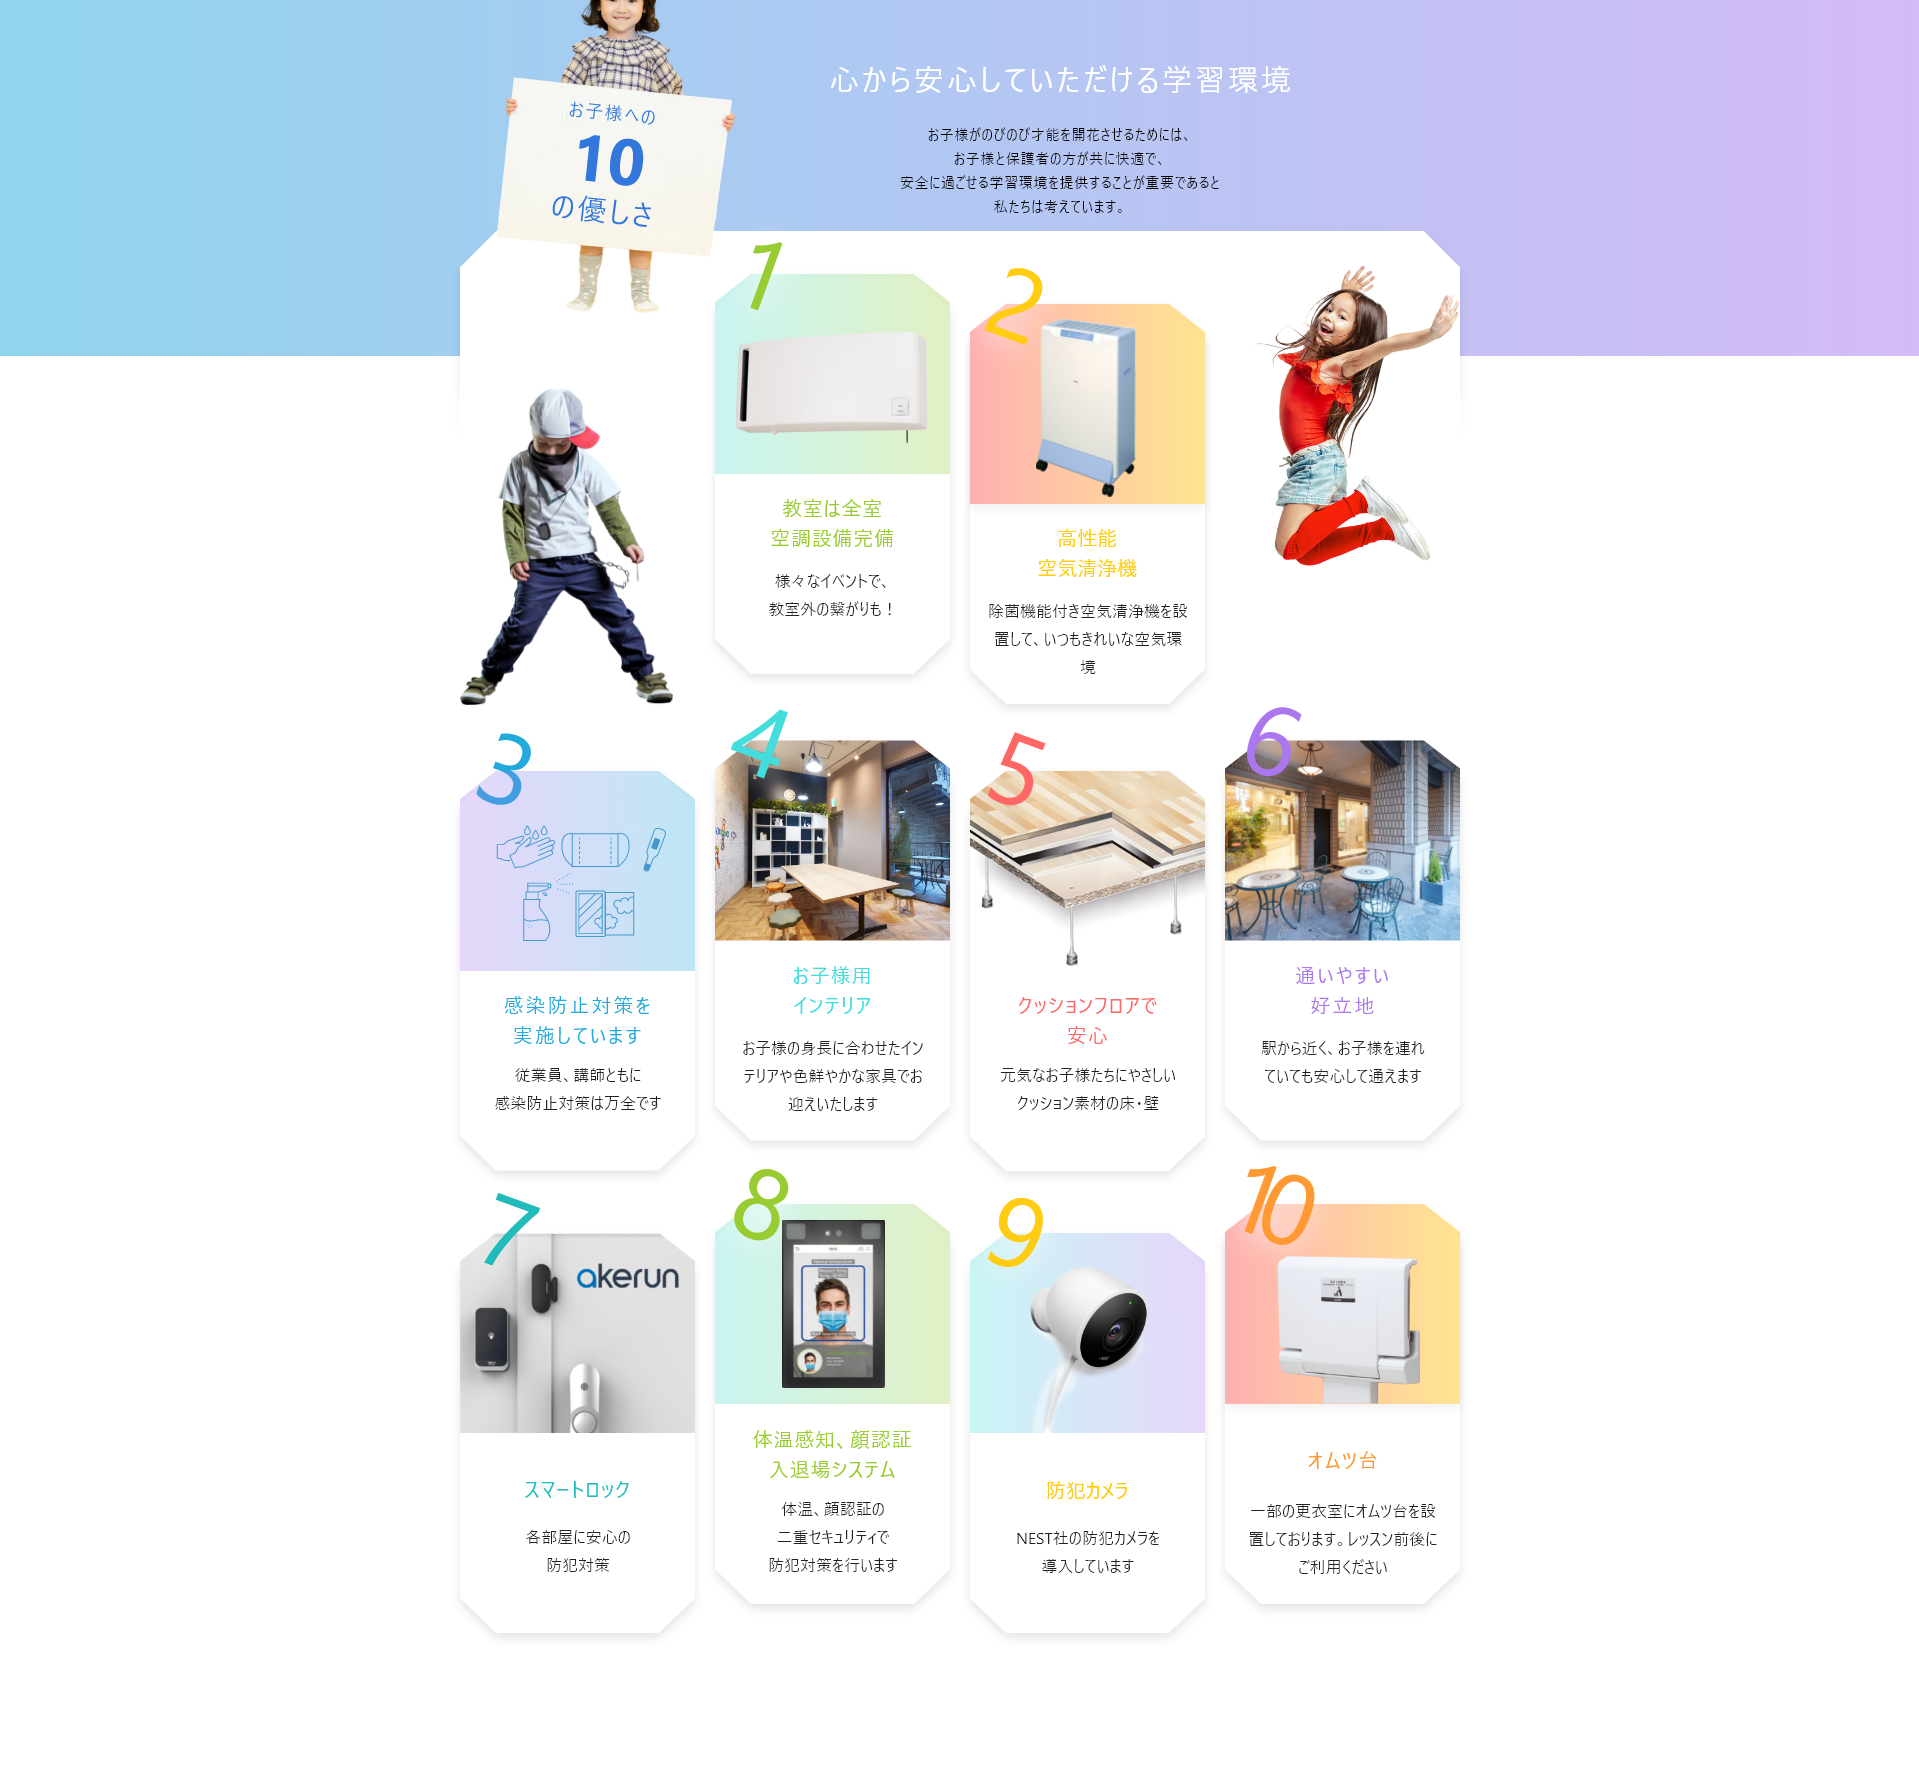 お子様への
10
の優しさ
心から安心していただける学習環境
お子様がのびのび才能を開花させるためには、
お子様と保護者の方が共に快適で、
安全に過ごせる学習環境を提供することが重要であると
私たちは考えています。
1
教室は全室
空調設備完備
様々なイベントで、
教室外の繋がりも！
2
高性能
空気清浄機
除菌機能付き空気清浄機を設
置して、いつもきれいな空気環
境
3
感染防止対策を
実施しています
従業員、講師ともに
感染防止対策は万全です
4
お子様用
インテリア
お子様の身長に合わせたイン
テリアや色鮮やかな家具でお
迎えいたします
5
クッションフロアで
安心
元気なお子様たちにやさしい
クッション素材の床・壁
6
通いやすい
好立地
駅から近く、お子様を連れ
ていても安心して通えます
7
akerun
スマートロック
各部屋に安心の
防犯対策
8
体温感知、顔認証
入退場システム
体温、顔認証の
二重セキュリティで
防犯対策を行います
9
防犯カメラ
NEST社の防犯カメラを
導入しています
10
オムツ台
一部の更衣室にオムツ台を設
置しております。レッスン前後に
ご利用ください